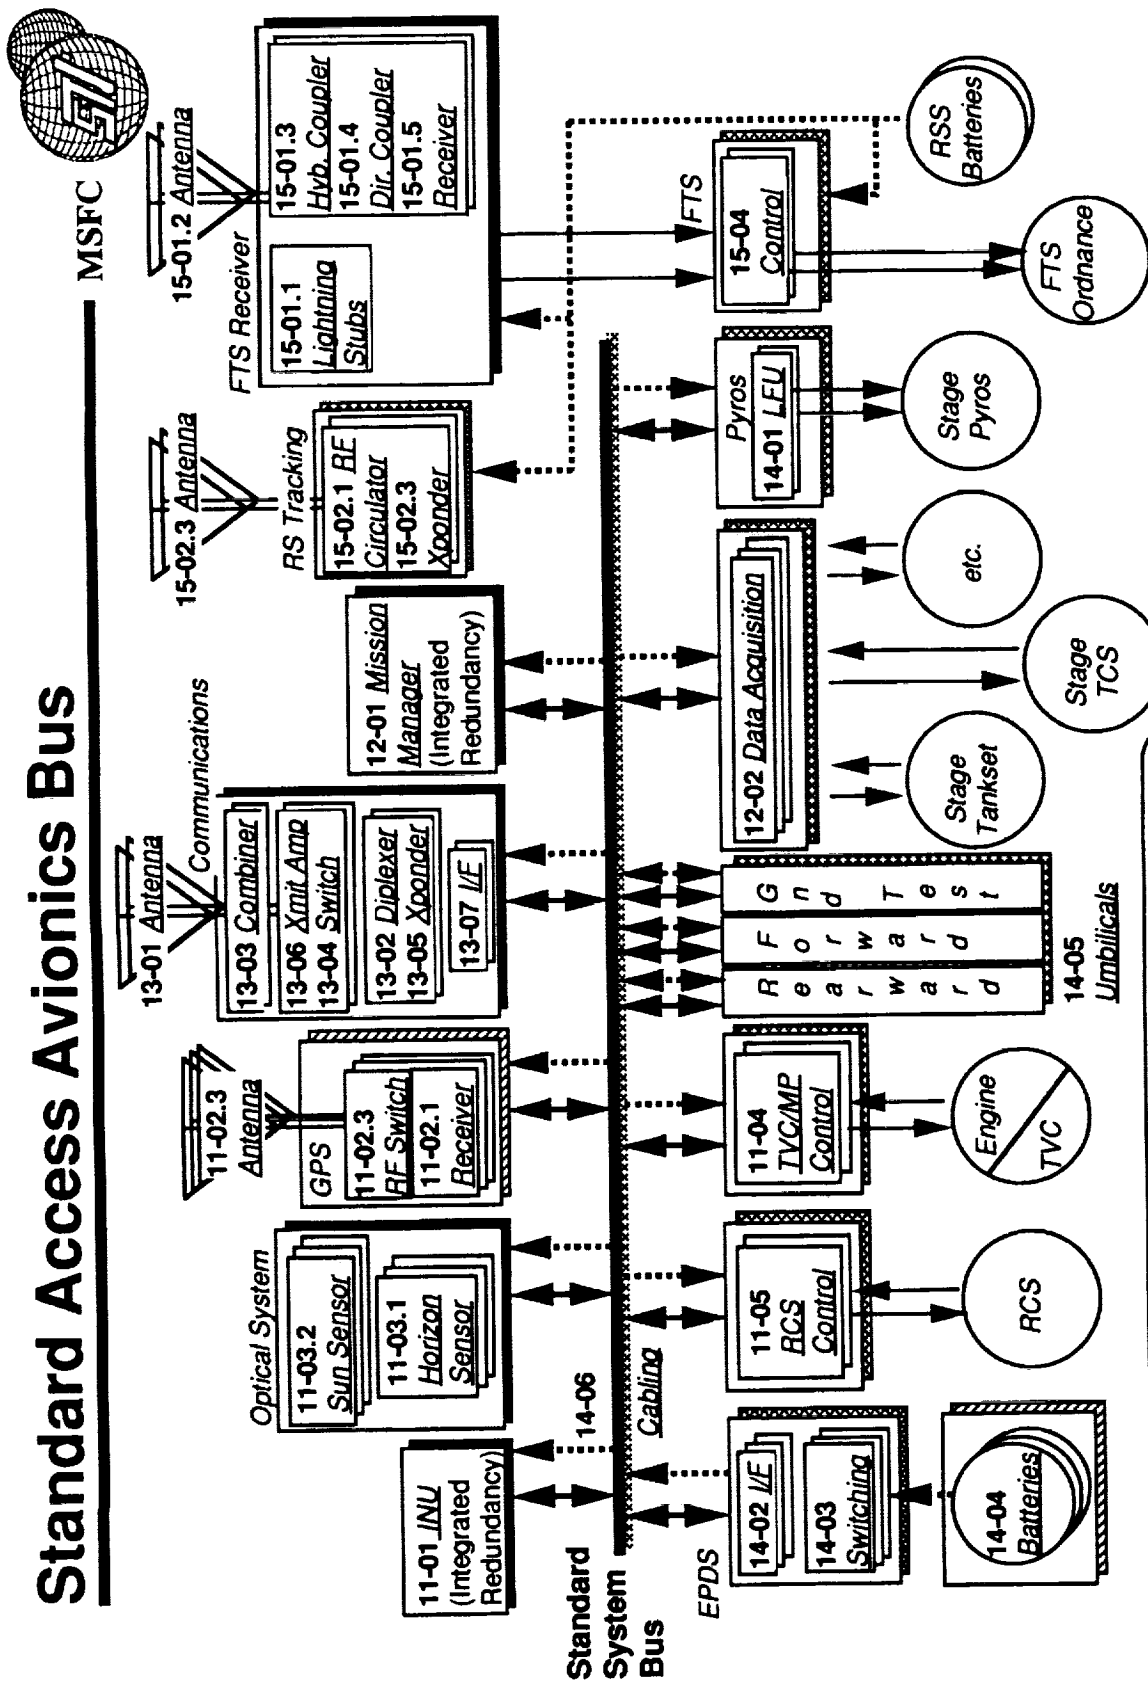 Standard Access Avionics Bus
MSFC
13-01 Antenna
15-02.3 Antenna
15-01.2 Antenna
11-02.3
Antenna
Optical System
11-03.2
Sun Sensor
11-03.1
Horizon
Sensor
GPS
11-02.3
RF Switch
11-02.1
Receiver
Communications
13-03 Combiner
13-06 Xmit Amp
13-04 Switch
13-02 Diplexer
13-05 Xponder
13-07 I/F
RS Tracking
15-02.1 RF
Circulator
15-02.3
Xponder
FTS Receiver
15-01.1
Lightning
Stubs
15-01.3
Hyb. Coupler
15-01.4
Dir. Coupler
15-01.5
Receiver
11-01 INU
(Integrated
Redundancy)
12-01 Mission
Manager
(Integrated
Redundancy)
Standard
System
Bus
14-06
Cabling
EPDS
14-02 I/F
14-03
Switching
14-04
Batteries
11-05
RCS
Control
RCS
11-04
TVC/MP
Control
Engine
TVC
Rearward
Forward
Gnd Test
14-05
Umbilicals
12-02 Data Acquisition
Stage
Tankset
Stage
TCS
etc.
Pyros
14-01 LFU
Stage
Pyros
FTS
15-04
Control
FTS
Ordnance
RSS
Batteries